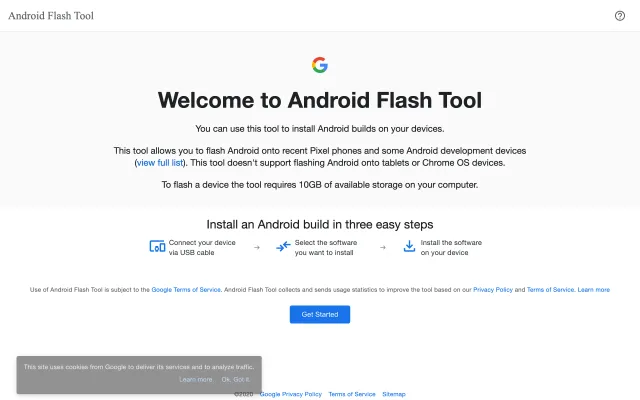 Android Flash Tool
Welcome to Android Flash Tool
You can use this tool to install Android builds on your devices.
This tool allows you to flash Android onto recent Pixel phones and some Android development devices
(view full list). This tool doesn't support flashing Android onto tablets or Chrome OS devices.
To flash a device the tool requires 10GB of available storage on your computer.
Install an Android build in three easy steps
Connect your device
via USB cable
Select the software
you want to install
Install the software
on your device
Use of Android Flash Tool is subject to the Google Terms of Service. Android Flash Tool collects and sends usage statistics to improve the tool based on our Privacy Policy and Terms of Service. Learn more
Get Started
This site uses cookies from Google to deliver its services and to analyze traffic.
Learn more. Ok, Got it.
©2020 Google Privacy Policy Terms of Service Sitemap